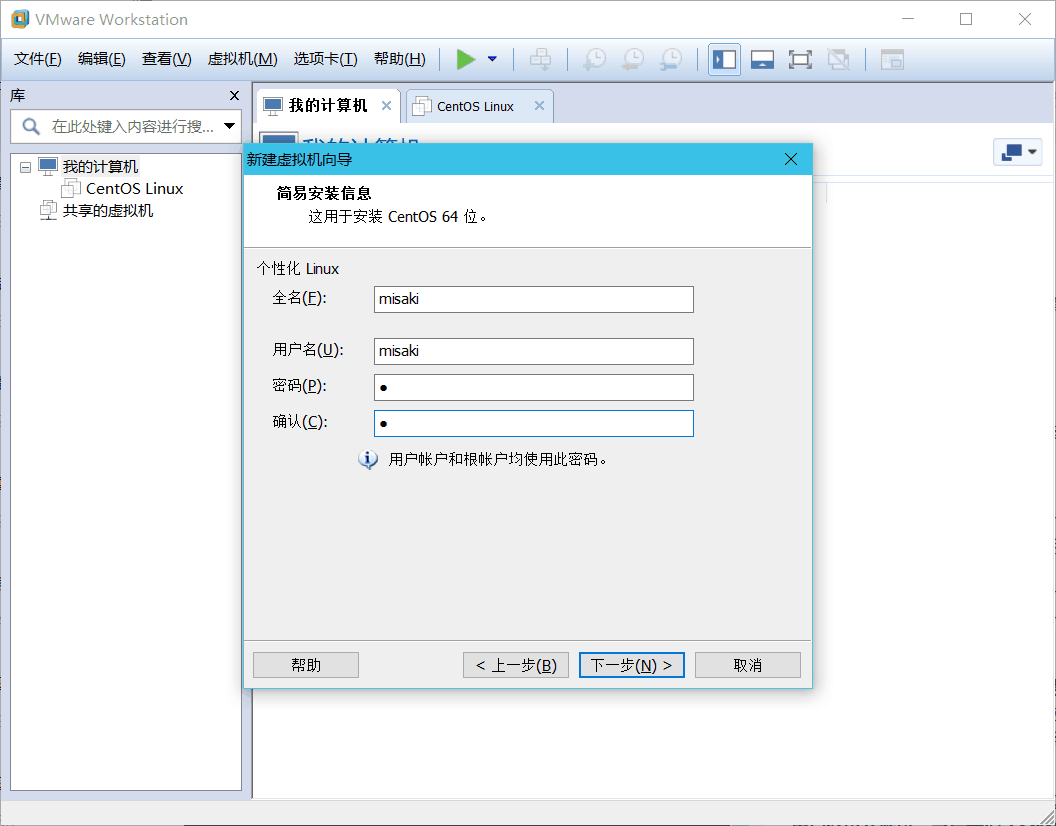 VMware Workstation
文件(F) 编辑(E) 查看(V) 虚拟机(M) 选项卡(T) 帮助(H)
库
在此处键入内容进行搜...
我的计算机
CentOS Linux
共享的虚拟机
我的计算机 CentOS Linux
我的计算机
新建虚拟机向导
简易安装信息
这用于安装 CentOS 64 位。
个性化 Linux
全名(F): misaki
用户名(U): misaki
密码(P): ●
确认(C): ●
用户帐户和根帐户均使用此密码。
帮助 < 上一步(B) 下一步(N) > 取消